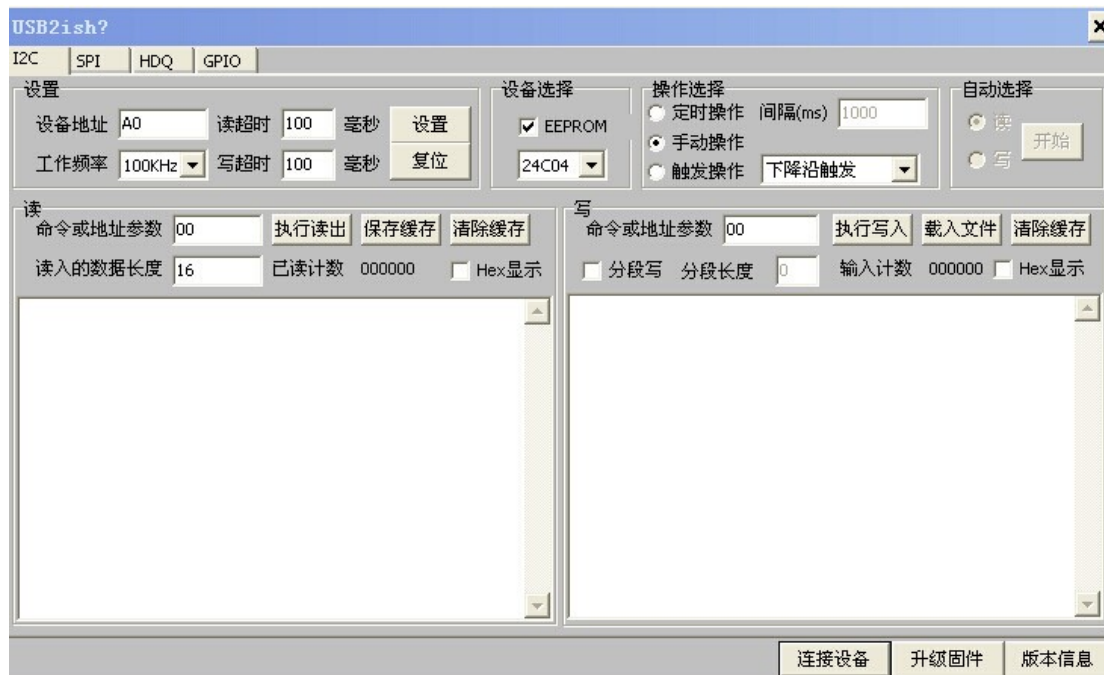 USB2ish?
I2C SPI HDQ GPIO
设置 设备选择 操作选择 自动选择
设备地址 A0 读超时 100 毫秒 设置 EEPROM 定时操作 间隔(ms) 1000 读 开始
手动操作
工作频率 100KHz 写超时 100 毫秒 复位 24C04 触发操作 下降沿触发 写
读 写
命令或地址参数 00 执行读出 保存缓存 清除缓存 命令或地址参数 00 执行写入 载入文件 清除缓存
读入的数据长度 16 已读计数 000000 Hex显示 分段写 分段长度 0 输入计数 000000 Hex显示
连接设备 升级固件 版本信息